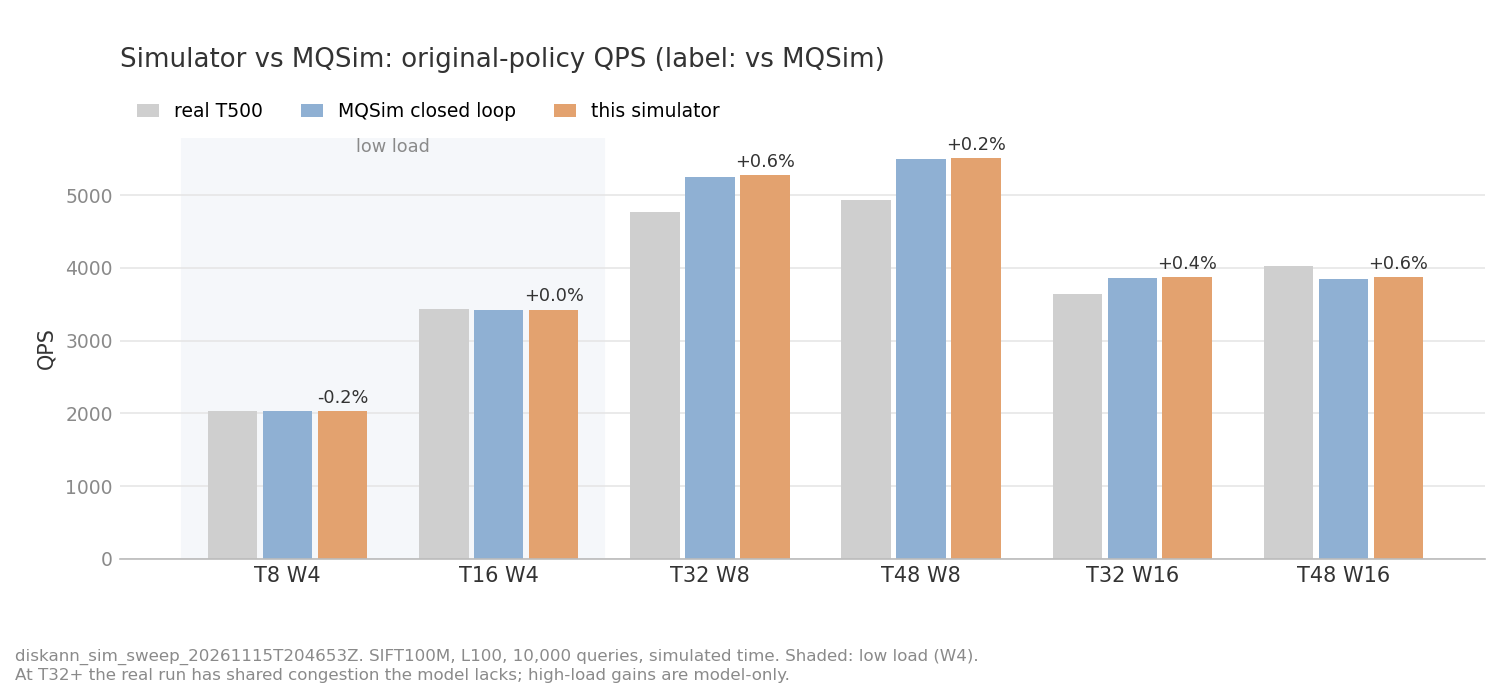 Simulator vs MQSim: original-policy QPS (label: vs MQSim)
real T500 MQSim closed loop this simulator
low load
+0.2%
+0.6%
5000
4000
+0.4% +0.6%
+0.0%
3000
QPS
-0.2%
2000
1000
0
T8 W4 T16 W4 T32 W8 T48 W8 T32 W16 T48 W16
diskann_sim_sweep_20261115T204653Z. SIFT100M, L100, 10,000 queries, simulated time. Shaded: low load (W4).
At T32+ the real run has shared congestion the model lacks; high-load gains are model-only.